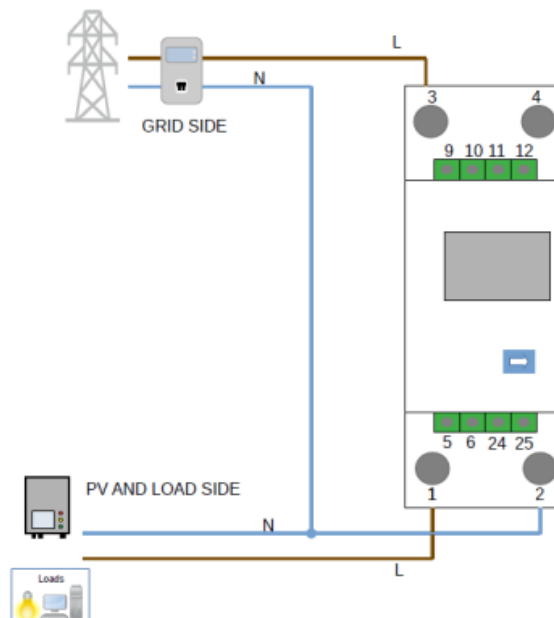 L
N
GRID SIDE
3 4
9 10 11 12
5 6 24 25
PV AND LOAD SIDE
1 2
N
L
Loads